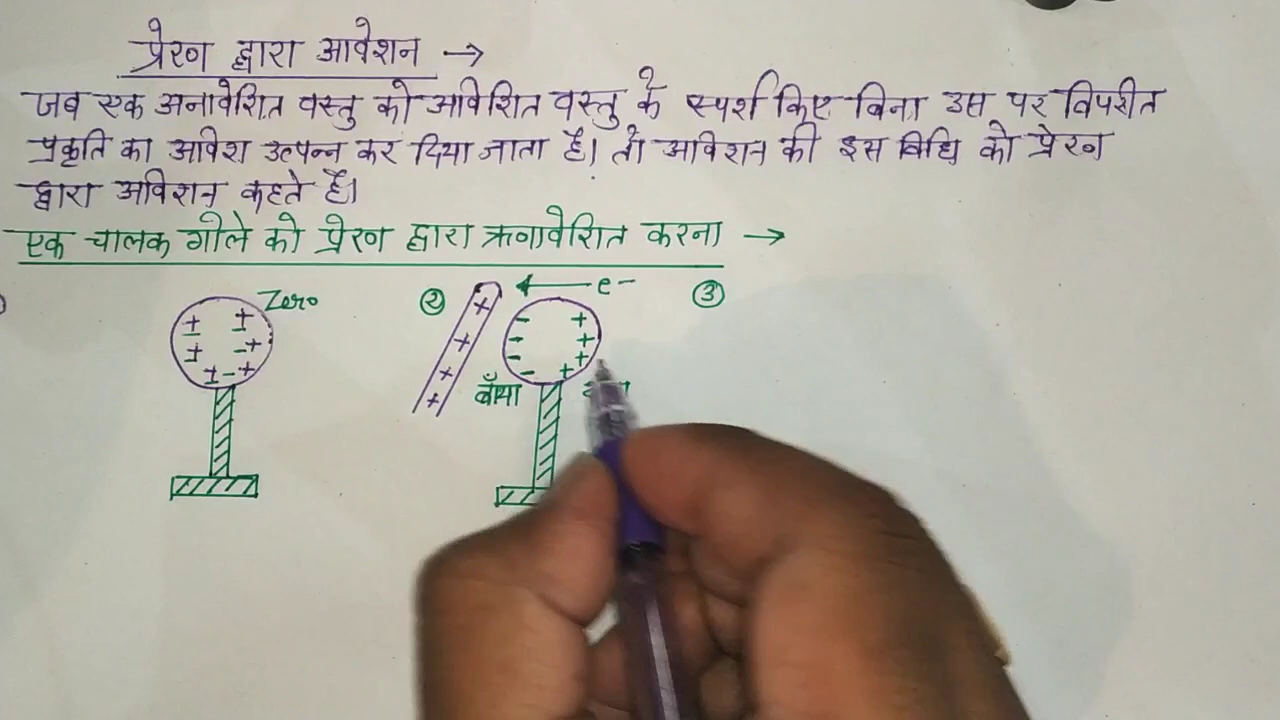 प्रेरण द्वारा आवेशन →
जब एक अनावेशित वस्तु को आवेशित वस्तु के स्पर्श किए बिना उस पर विपरीत
प्रकृति का आवेश उत्पन्न कर दिया जाता है। तो आवेशन की इस विधि को प्रेरण
द्वारा आवेशन कहते है।
एक चालक गोले को प्रेरण द्वारा ऋणावेशित करना →
Zero
± ± ± -+ ± -+
② + + + +
← e-
- - - - + + + +
बाँया
③